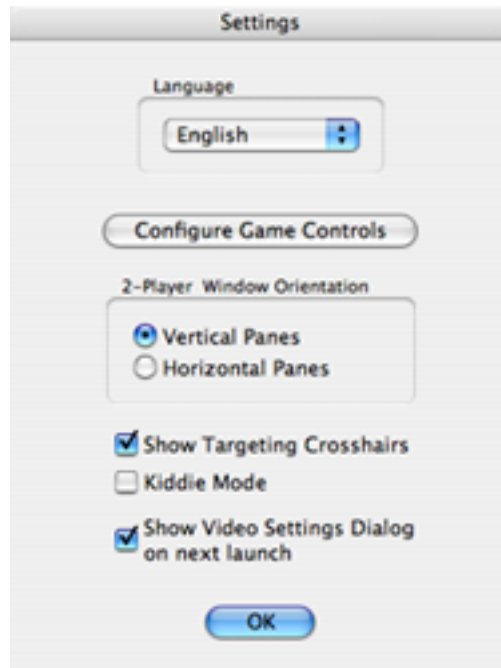 Settings
Language
English
Configure Game Controls
2-Player Window Orientation
Vertical Panes
Horizontal Panes
Show Targeting Crosshairs
Kiddie Mode
Show Video Settings Dialog
on next launch
OK